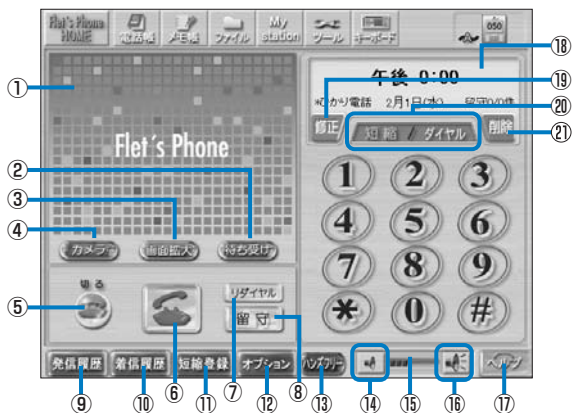 Flet's Phone HOME
電話帳
メモ帳
ファイル
My station
ツール
キーボード
050
①
⑱
午後 0:00
⑲
*ひかり電話 2月1日(水) 留守0/0件
⑳
修正
短縮 / ダイヤル
削除
㉑
Flet's Phone
②
③
④
カメラ
画面拡大
待ち受け
1
2
3
4
5
6
7
8
9
*
0
#
切る
⑤
リダイヤル
留守
⑥
⑦
⑧
発信履歴
着信履歴
短縮登録
オプション
ハンズフリー
ヘルプ
⑨
⑩
⑪
⑫
⑬
⑭
⑮
⑯
⑰